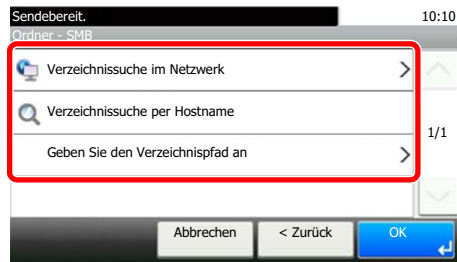 Sendebereit.
10:10
Ordner - SMB
Verzeichnissuche im Netzwerk
Verzeichnissuche per Hostname
1/1
Geben Sie den Verzeichnispfad an
Abbrechen
< Zurück
OK